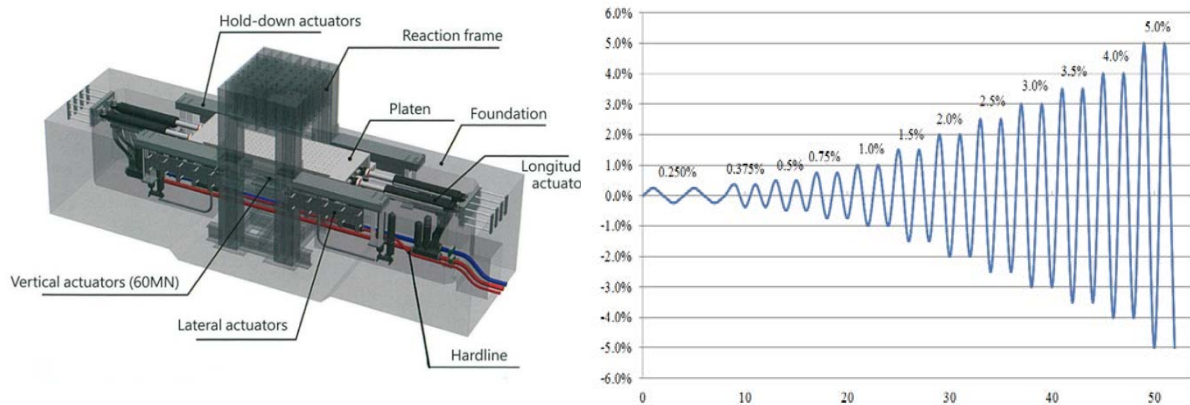 Hold-down actuators
Reaction frame
Platen
Foundation
Longitud
actuato
Vertical actuators (60MN)
Lateral actuators
Hardline
6.0%
5.0%
4.0%
3.0%
2.0%
1.0%
0.0%
-1.0%
-2.0%
-3.0%
-4.0%
-5.0%
-6.0%
0.250%
0.375%
0.5%
0.75%
1.0%
1.5%
2.0%
2.5%
3.0%
3.5%
4.0%
5.0%
0 10 20 30 40 50